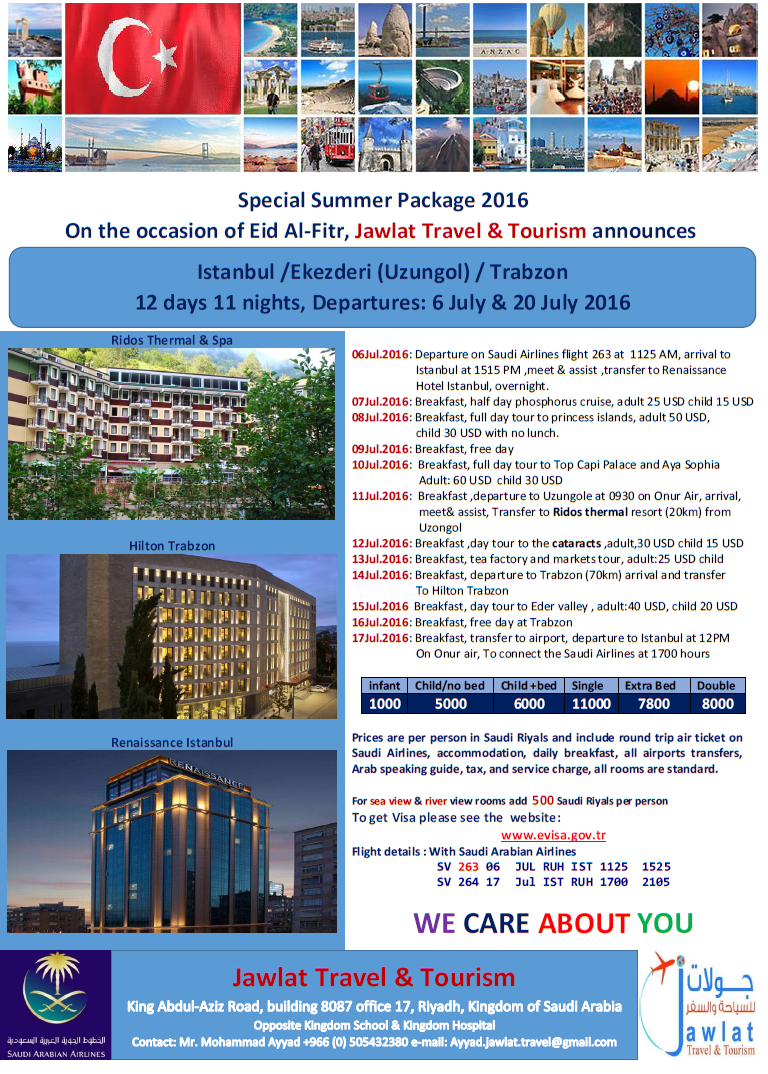 ANZAC
Special Summer Package 2016
On the occasion of Eid Al-Fitr, Jawlat Travel & Tourism announces
Istanbul /Ekezderi (Uzungol) / Trabzon
12 days 11 nights, Departures: 6 July & 20 July 2016
Ridos Thermal & Spa
Hilton Trabzon
Renaissance Istanbul
RENAISSANCE
06Jul.2016: Departure on Saudi Airlines flight 263 at 1125 AM, arrival to
Istanbul at 1515 PM ,meet & assist ,transfer to Renaissance
Hotel Istanbul, overnight.
07Jul.2016: Breakfast, half day phosphorus cruise, adult 25 USD child 15 USD
08Jul.2016: Breakfast, full day tour to princess islands, adult 50 USD,
child 30 USD with no lunch.
09Jul.2016: Breakfast, free day
10Jul.2016: Breakfast, full day tour to Top Capi Palace and Aya Sophia
Adult: 60 USD child 30 USD
11Jul.2016: Breakfast ,departure to Uzungole at 0930 on Onur Air, arrival,
meet& assist, Transfer to Ridos thermal resort (20km) from
Uzongol
12Jul.2016: Breakfast ,day tour to the cataracts ,adult,30 USD child 15 USD
13Jul.2016: Breakfast, tea factory and markets tour, adult:25 USD child
14Jul.2016: Breakfast, departure to Trabzon (70km) arrival and transfer
To Hilton Trabzon
15Jul.2016 Breakfast, day tour to Eder valley , adult:40 USD, child 20 USD
16Jul.2016: Breakfast, free day at Trabzon
17Jul.2016: Breakfast, transfer to airport, departure to Istanbul at 12PM
On Onur air, To connect the Saudi Airlines at 1700 hours
infant Child/no bed Child +bed Single Extra Bed Double
1000 5000 6000 11000 7800 8000
Prices are per person in Saudi Riyals and include round trip air ticket on
Saudi Airlines, accommodation, daily breakfast, all airports transfers,
Arab speaking guide, tax, and service charge, all rooms are standard.
For sea view & river view rooms add 500 Saudi Riyals per person
To get Visa please see the website:
www.evisa.gov.tr
Flight details : With Saudi Arabian Airlines
SV 263 06 JUL RUH IST 1125 1525
SV 264 17 Jul IST RUH 1700 2105
WE CARE ABOUT YOU
الخطوط الجوية العربية السعودية
SAUDI ARABIAN AIRLINES
Jawlat Travel & Tourism
King Abdul-Aziz Road, building 8087 office 17, Riyadh, Kingdom of Saudi Arabia
Opposite Kingdom School & Kingdom Hospital
Contact: Mr. Mohammad Ayyad +966 (0) 505432380 e-mail: Ayyad.jawlat.travel@gmail.com
جولات
للسياحة والسفر
Jawlat
Travel & Tourism